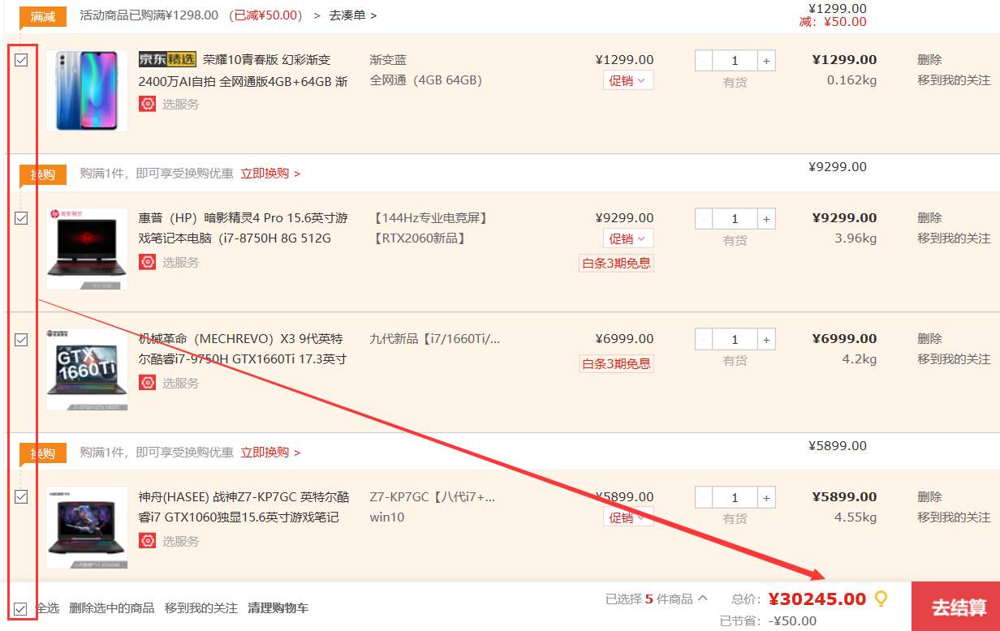 满减 活动商品已购满¥1298.00 (已减¥50.00) > 去凑单 > ¥1299.00
减：¥50.00
京东精选 荣耀10青春版 幻彩渐变 渐变蓝 ¥1299.00 - 1 + ¥1299.00 删除
2400万AI自拍 全网通版4GB+64GB 渐 全网通（4GB 64GB） 促销 有货 0.162kg 移到我的关注
选服务
换购 购满1件，即可享受换购优惠 立即换购 > ¥9299.00
惠普（HP）暗影精灵4 Pro 15.6英寸游 【144Hz专业电竞屏】 ¥9299.00 - 1 + ¥9299.00 删除
戏笔记本电脑（i7-8750H 8G 512G 【RTX2060新品】 促销 有货 3.96kg 移到我的关注
选服务 白条3期免息
机械革命（MECHREVO）X3 9代英特 九代新品【i7/1660Ti/... ¥6999.00 - 1 + ¥6999.00 删除
尔酷睿i7-9750H GTX1660Ti 17.3英寸 白条3期免息 有货 4.2kg 移到我的关注
GTX
1660Ti
选服务
换购 购满1件，即可享受换购优惠 立即换购 > ¥5899.00
神舟(HASEE) 战神Z7-KP7GC 英特尔酷 Z7-KP7GC【八代i7+... ¥5899.00 - 1 + ¥5899.00 删除
睿i7 GTX1060独显15.6英寸游戏笔记 win10 促销 有货 4.55kg 移到我的关注
选服务
全选 删除选中的商品 移到我的关注 清理购物车 已选择 5 件商品 总价： ¥30245.00 去结算
已节省： -¥50.00